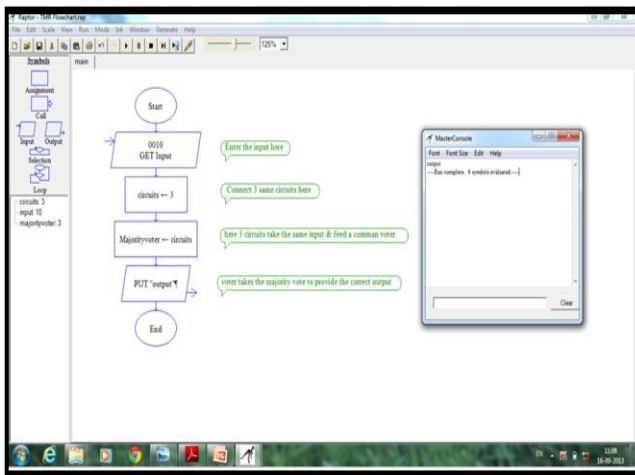 Raptor - TMR Flowchart.rap
File Edit Scale View Run Mode Ink Window Generate Help
125%
Symbols
main
Assignment
Call
Input Output
Selection
Loop
circuits: 3
input: 10
majorityvoter: 3
Start
0010
GET Input
Enter the input here
circuits ← 3
Connect 3 same circuits here
Majorityvoter ← circuits
here 3 circuits take the same input & feed a comman voter
PUT "output"¶
voter takes the majority vote to provide the correct output
End
MasterConsole
Font Font Size Edit Help
output
----Run complete. 6 symbols evaluated.----
Clear
EN
11:08
16-09-2013